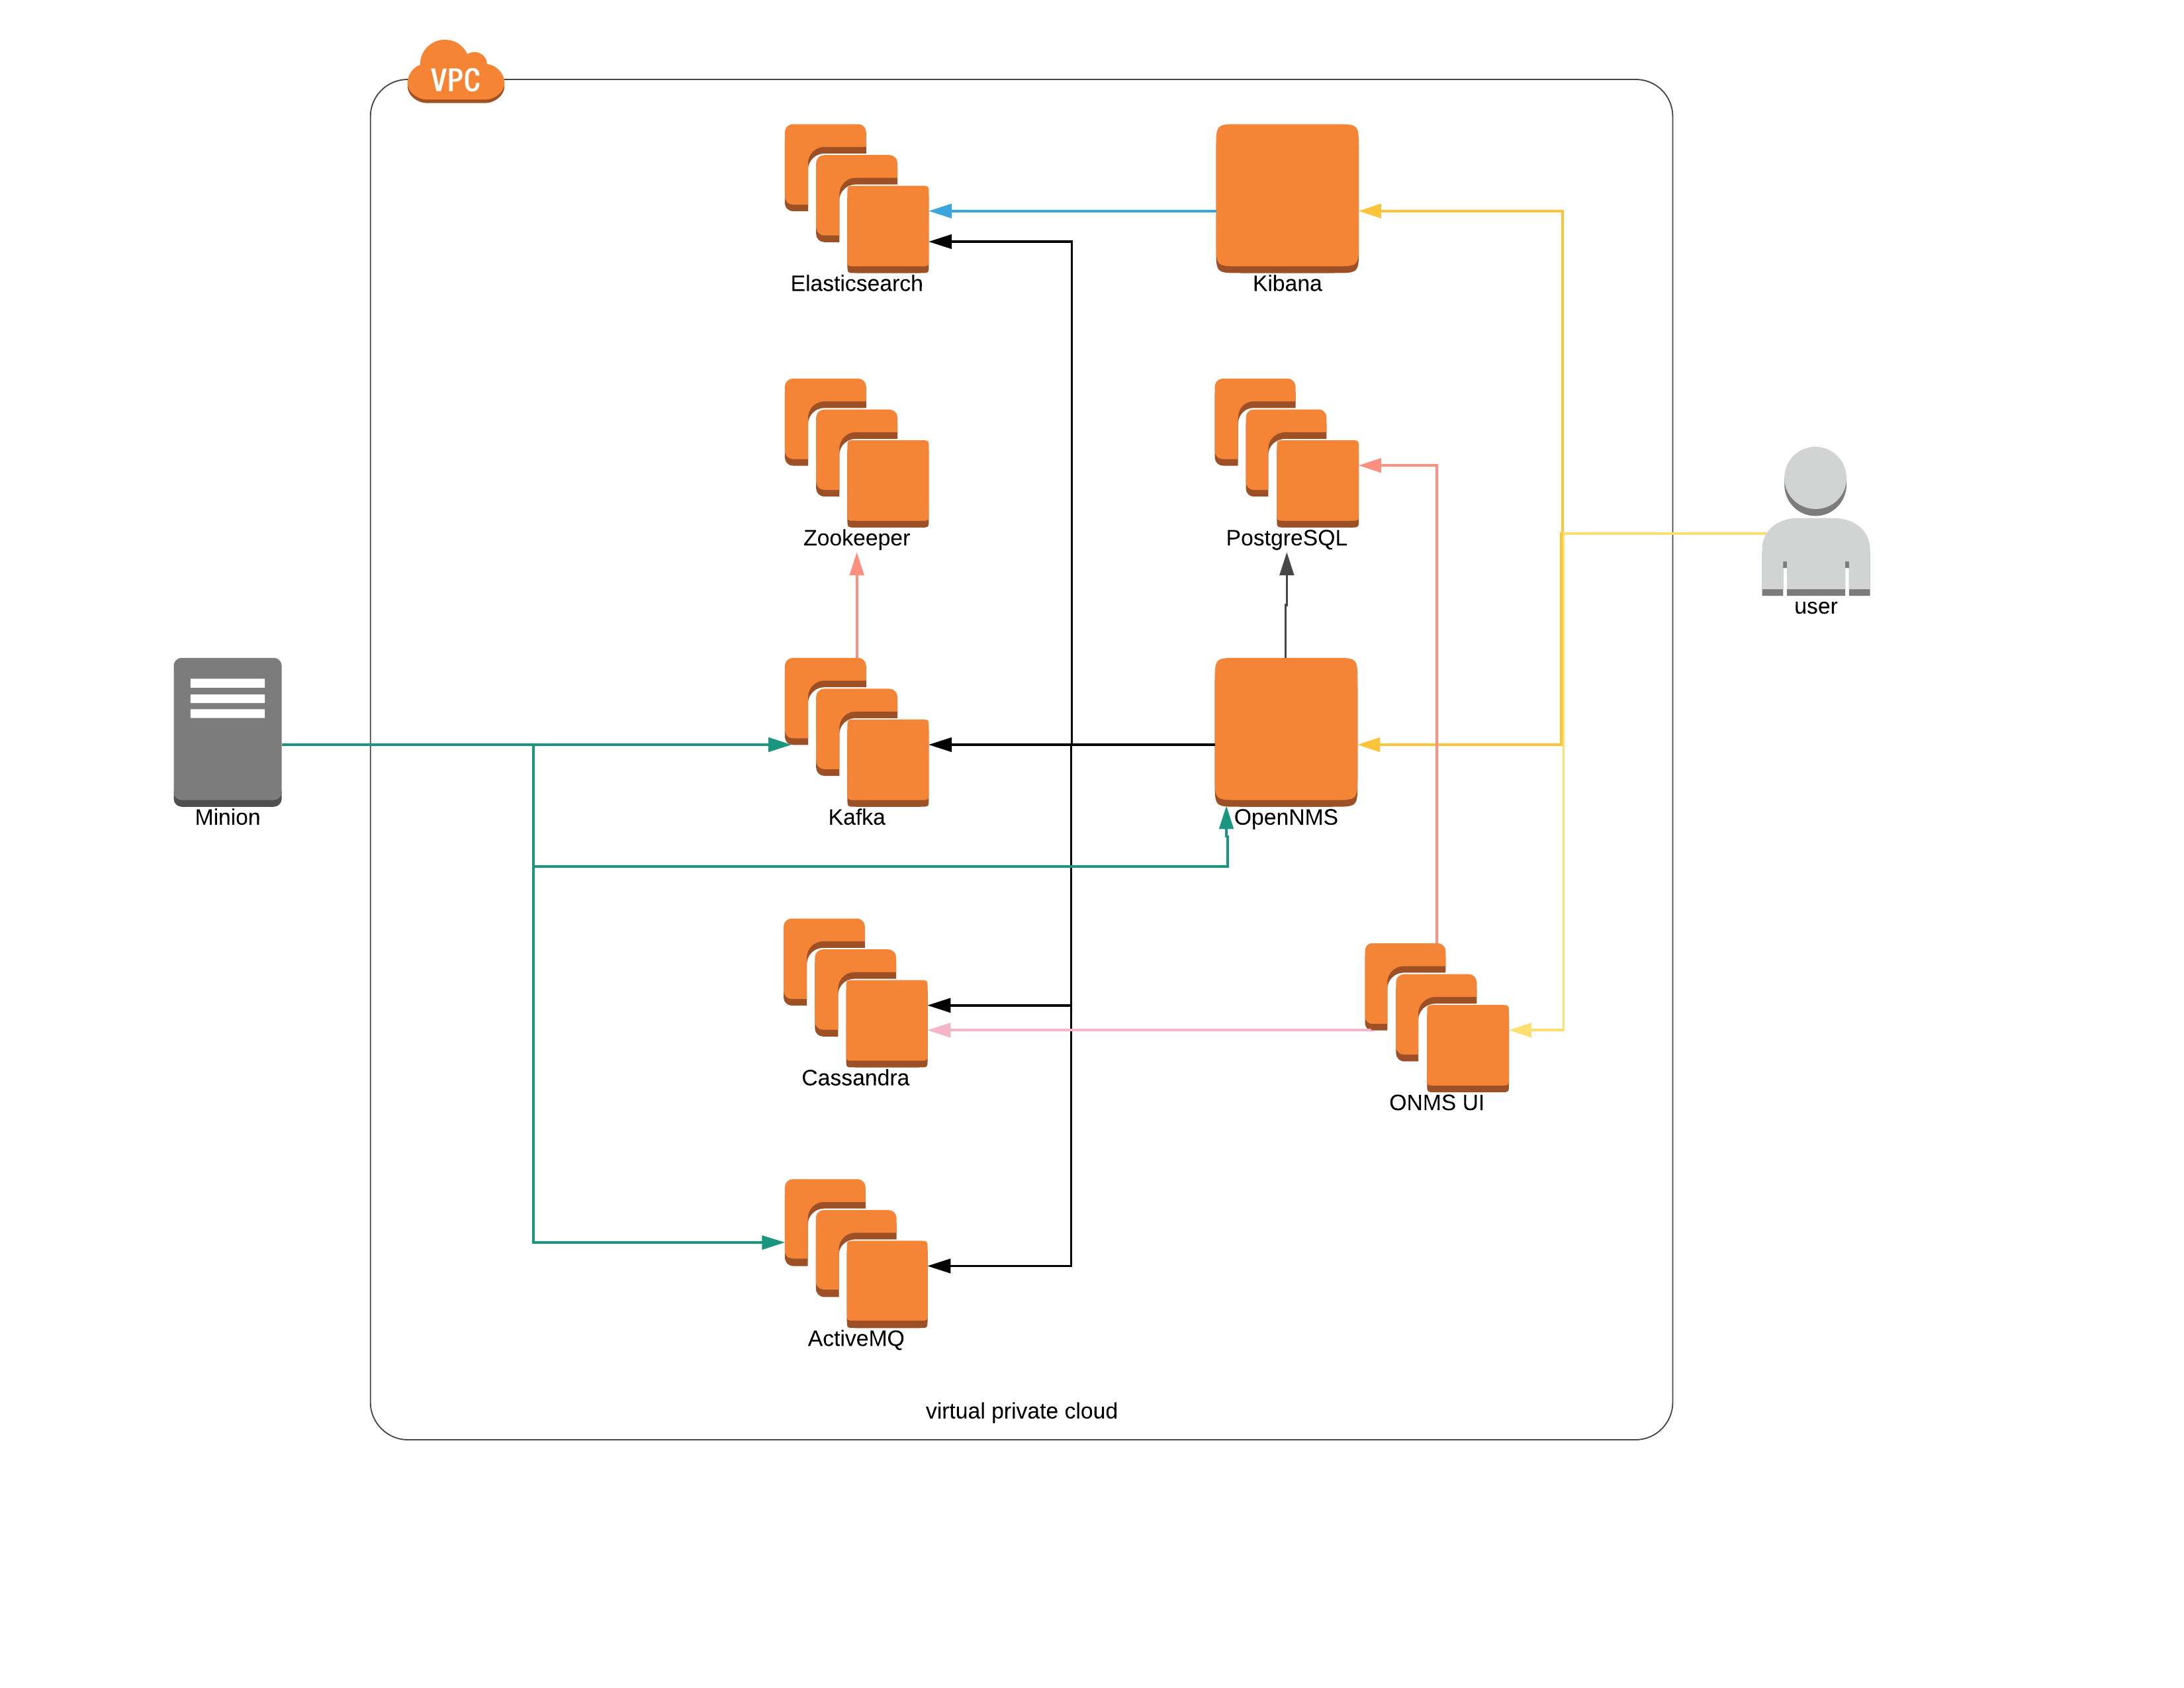 VPC
Elasticsearch
Kibana
Zookeeper
PostgreSQL
user
Minion
Kafka
OpenNMS
Cassandra
ONMS UI
ActiveMQ
virtual private cloud